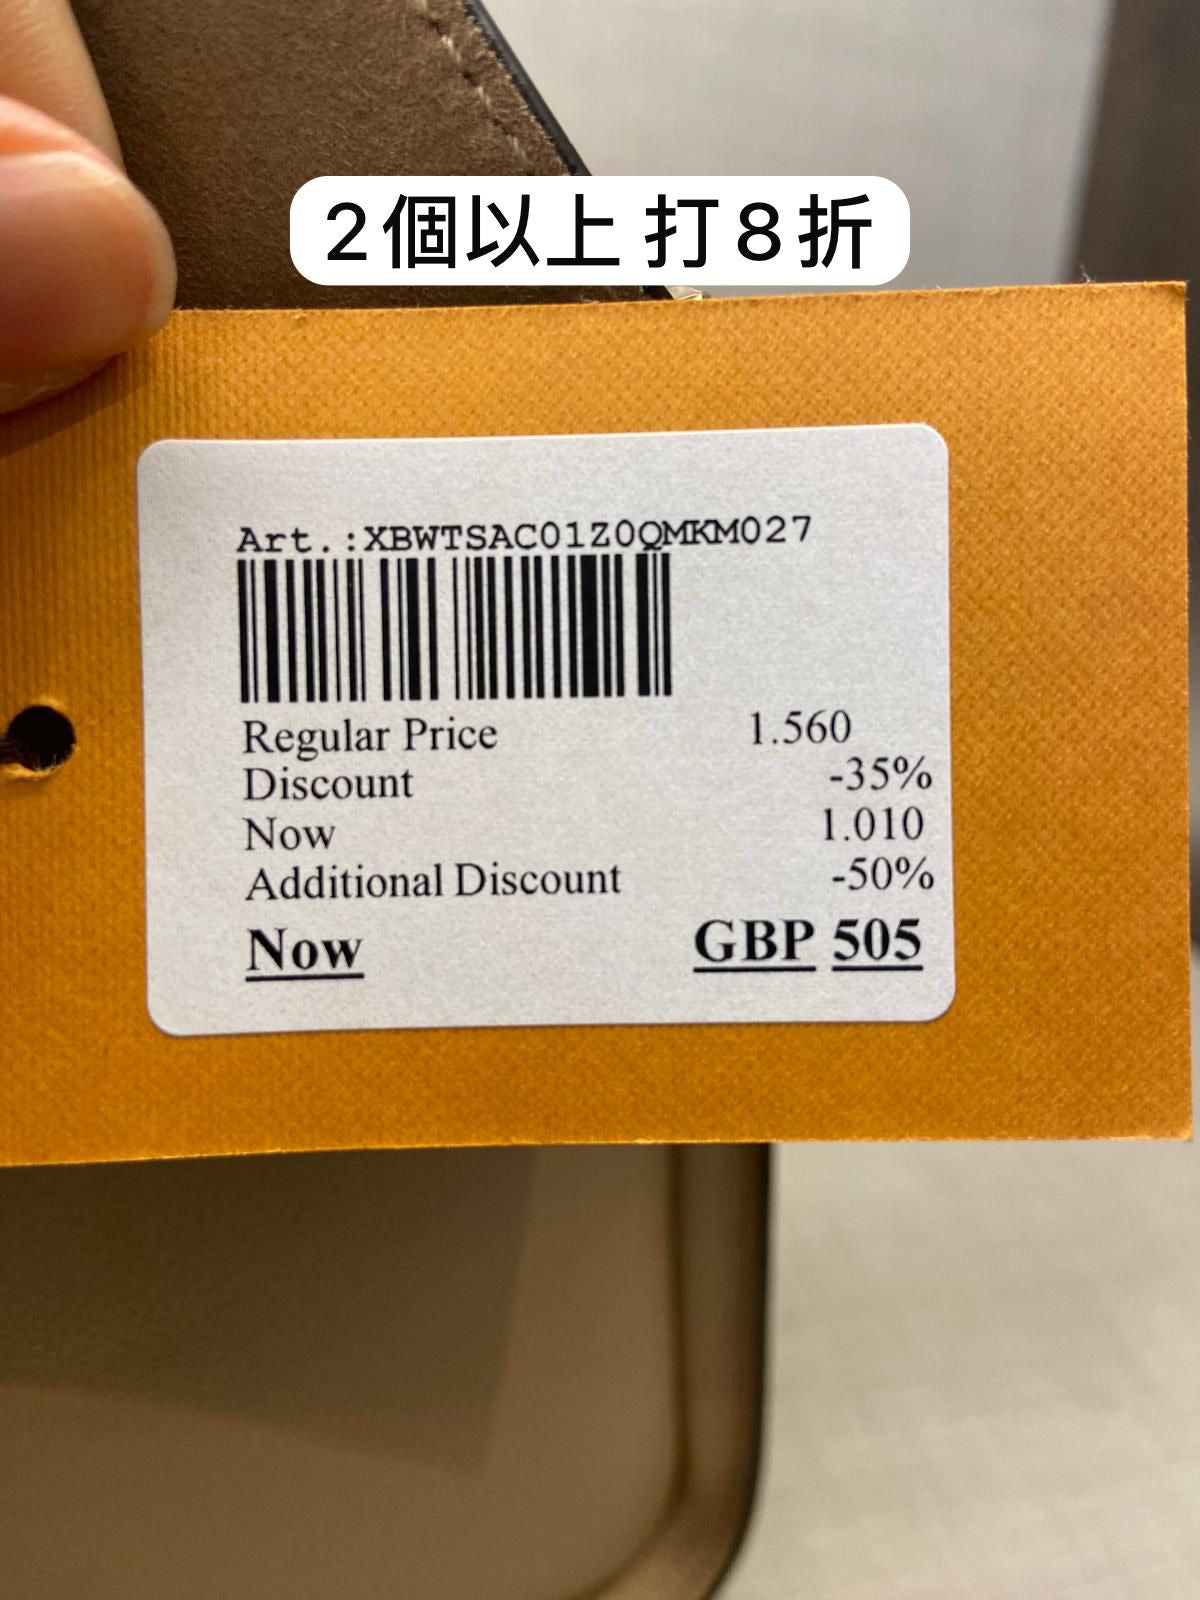 2個以上 打8折
Art.:XBWTSAC01Z0QMKM027
Regular Price 1.560
Discount -35%
Now 1.010
Additional Discount -50%
Now GBP 505